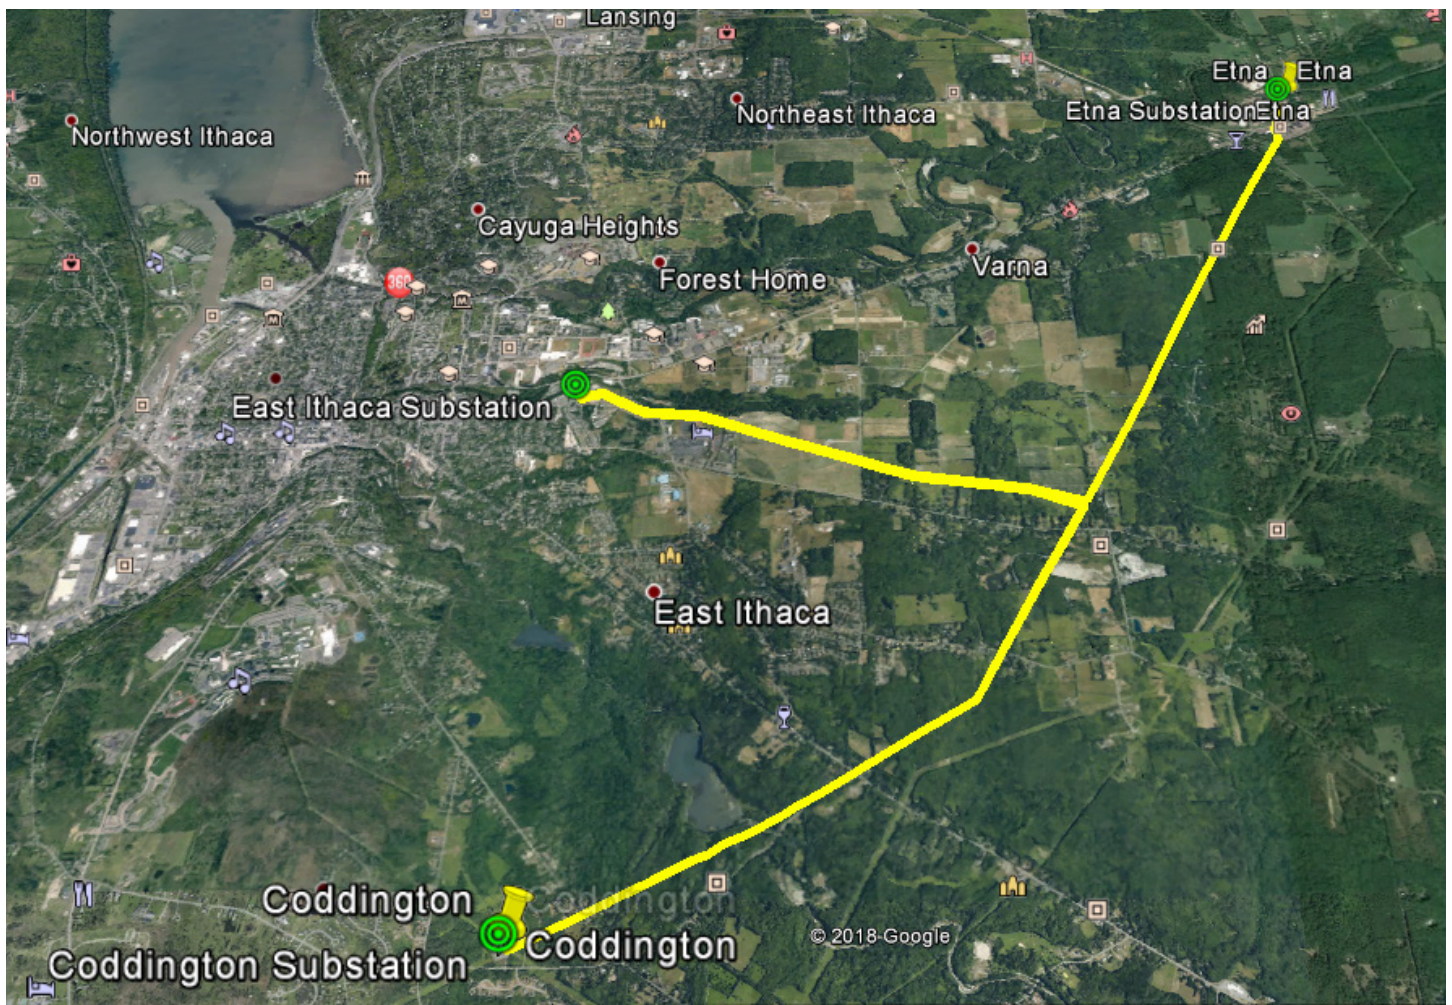 Lansing
Etna
Etna
Northeast Ithaca
Etna Substation
Etna
Northwest Ithaca
Cayuga Heights
Varna
Forest Home
360
East Ithaca Substation
East Ithaca
Coddington
Coddington
© 2018 Google
Coddington
Coddington Substation